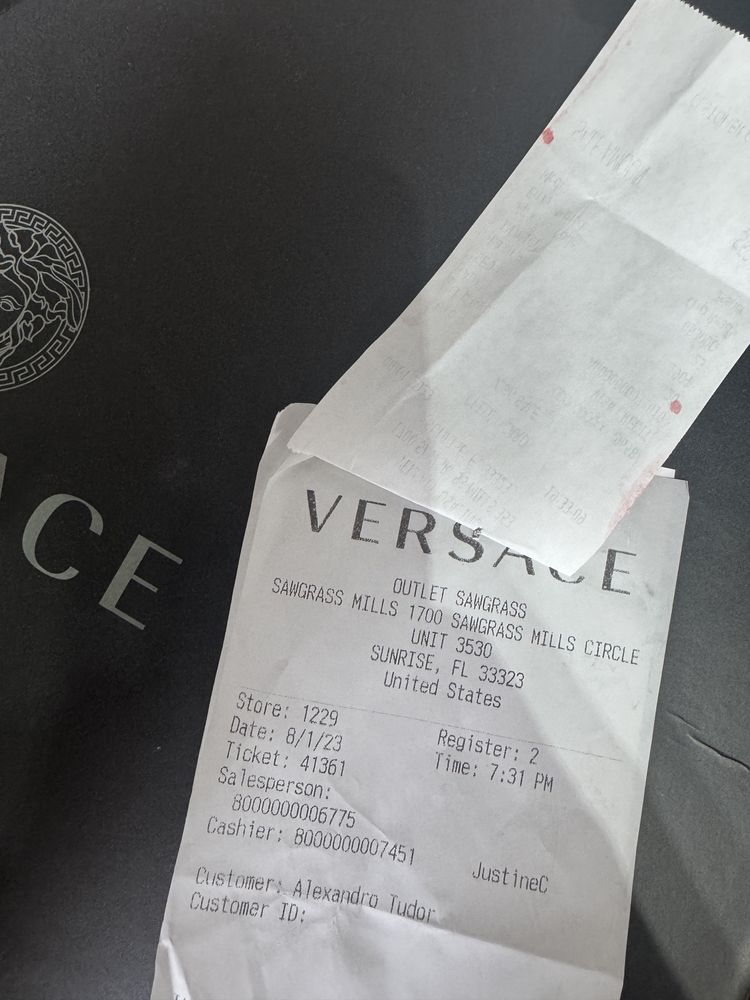 ACE
VERSACE
OUTLET SAWGRASS
SAWGRASS MILLS 1700 SAWGRASS MILLS CIRCLE
UNIT 3530
SUNRISE, FL 33323
United States
Store: 1229 Register: 2
Date: 8/1/23 Time: 7:31 PM
Ticket: 41361
Salesperson:
8000000006775
Cashier: 8000000007451 JustineC
Customer: Alexandro Tudor
Customer ID: